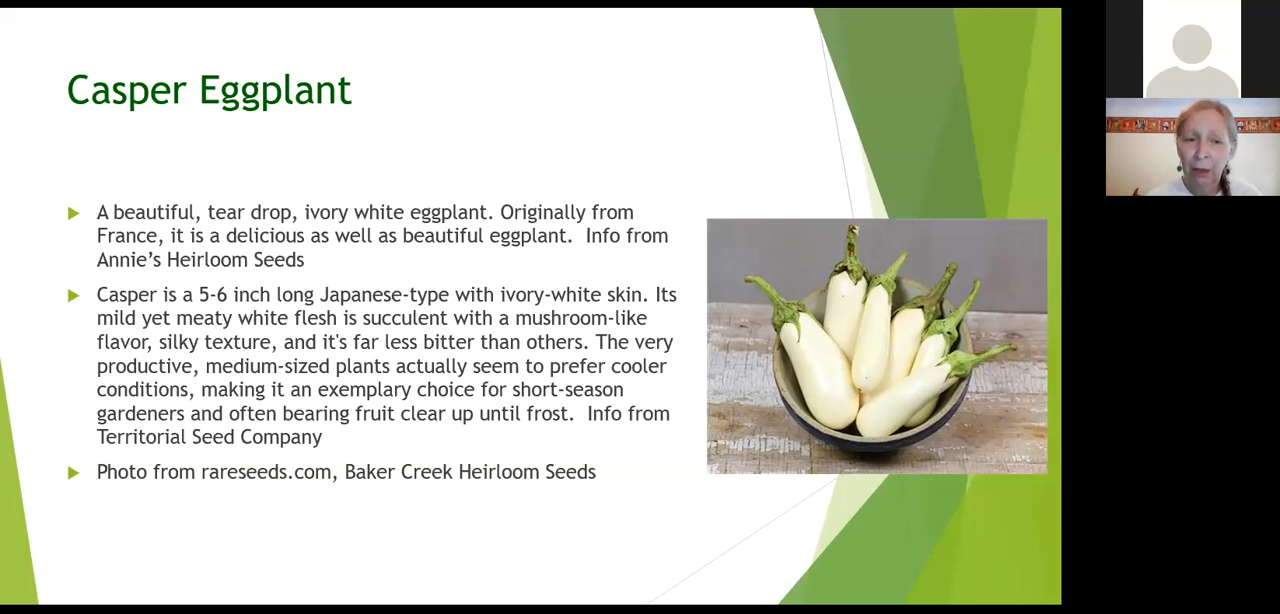 Casper Eggplant
A beautiful, tear drop, ivory white eggplant. Originally from
France, it is a delicious as well as beautiful eggplant.  Info from
Annie’s Heirloom Seeds
Casper is a 5-6 inch long Japanese-type with ivory-white skin. Its
mild yet meaty white flesh is succulent with a mushroom-like
flavor, silky texture, and it's far less bitter than others. The very
productive, medium-sized plants actually seem to prefer cooler
conditions, making it an exemplary choice for short-season
gardeners and often bearing fruit clear up until frost.  Info from
Territorial Seed Company
Photo from rareseeds.com, Baker Creek Heirloom Seeds